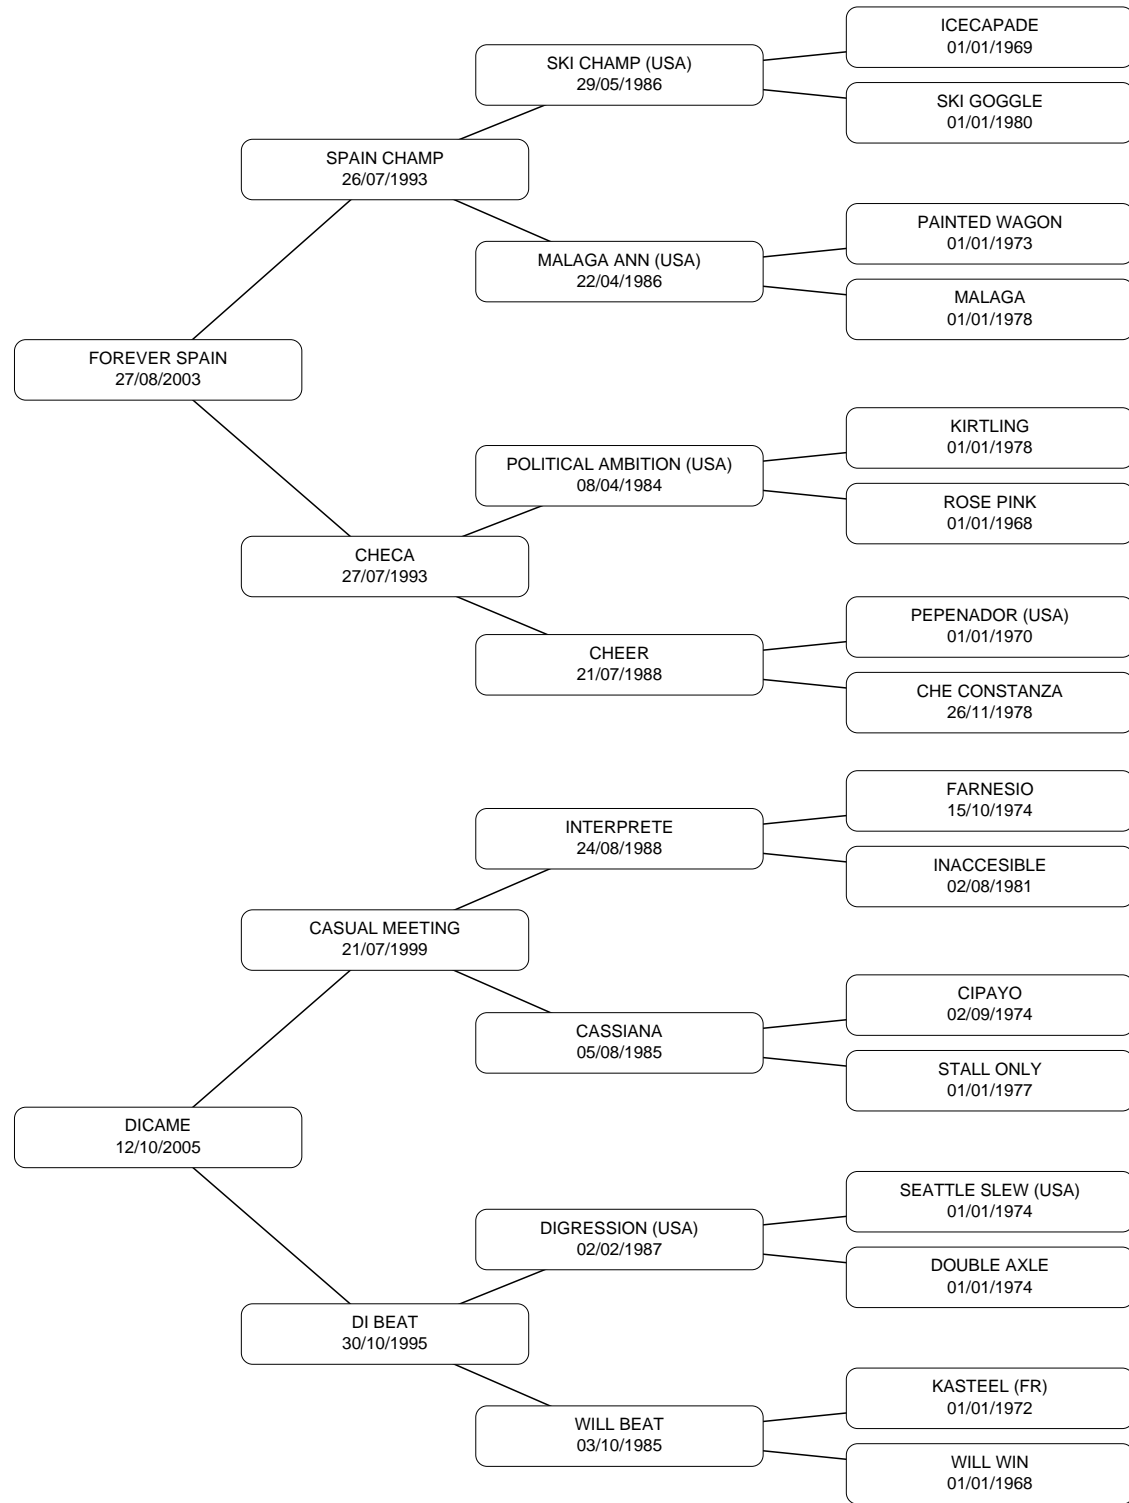 ICECAPADE
01/01/1969
SKI CHAMP (USA)
29/05/1986
SKI GOGGLE
01/01/1980
SPAIN CHAMP
26/07/1993
PAINTED WAGON
01/01/1973
MALAGA ANN (USA)
22/04/1986
MALAGA
01/01/1978
FOREVER SPAIN
27/08/2003
KIRTLING
01/01/1978
POLITICAL AMBITION (USA)
08/04/1984
ROSE PINK
01/01/1968
CHECA
27/07/1993
PEPENADOR (USA)
01/01/1970
CHEER
21/07/1988
CHE CONSTANZA
26/11/1978
FARNESIO
15/10/1974
INTERPRETE
24/08/1988
INACCESIBLE
02/08/1981
CASUAL MEETING
21/07/1999
CIPAYO
02/09/1974
CASSIANA
05/08/1985
STALL ONLY
01/01/1977
DICAME
12/10/2005
SEATTLE SLEW (USA)
01/01/1974
DIGRESSION (USA)
02/02/1987
DOUBLE AXLE
01/01/1974
DI BEAT
30/10/1995
KASTEEL (FR)
01/01/1972
WILL BEAT
03/10/1985
WILL WIN
01/01/1968